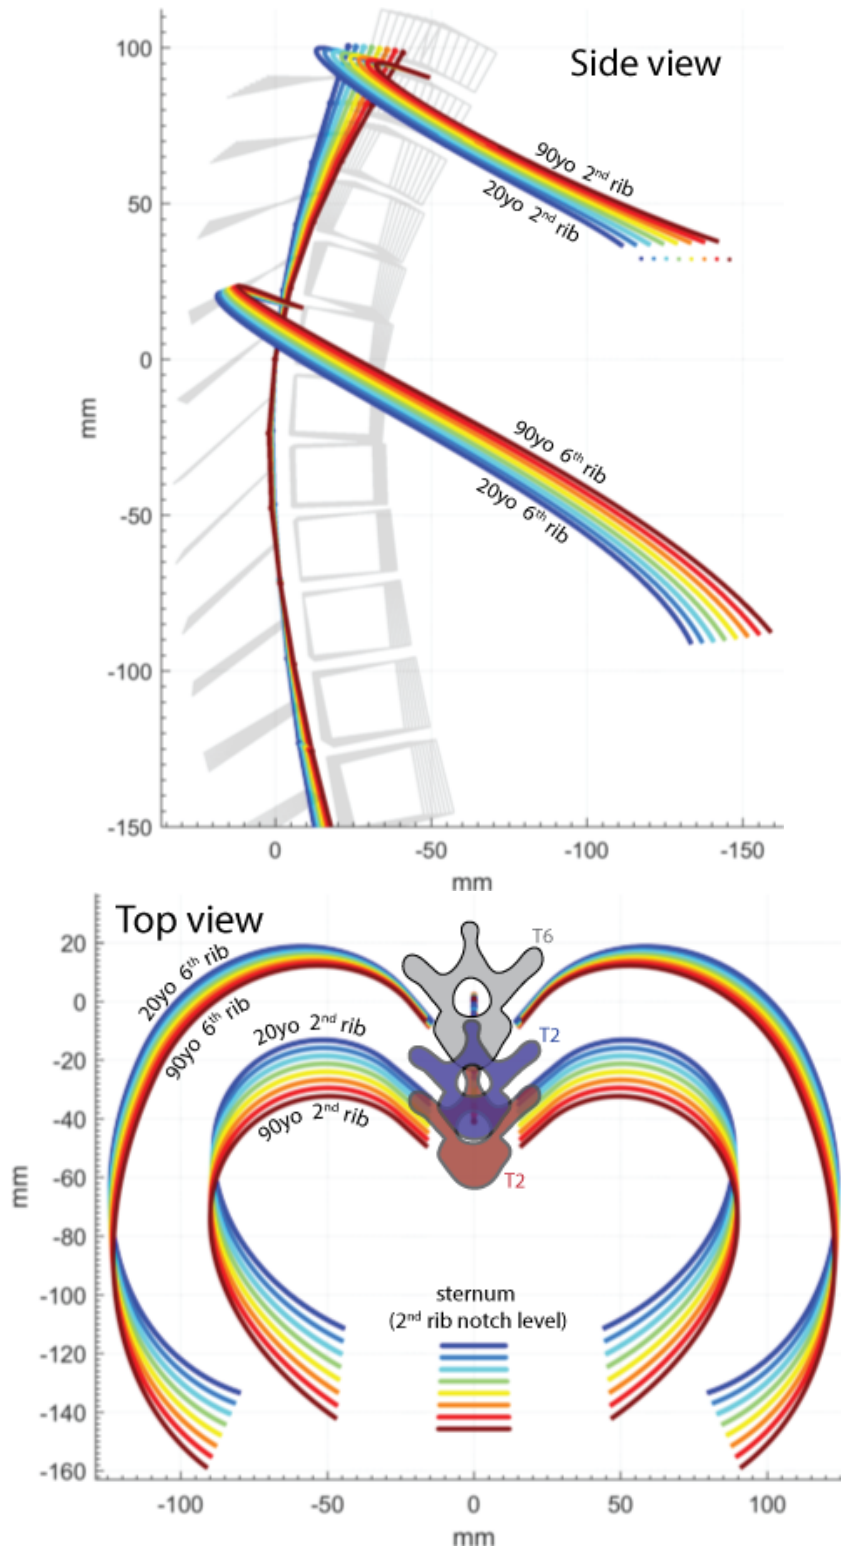 Side view
100
50
0
-50
-100
-150
mm
90yo 2nd rib
20yo 2nd rib
90yo 6th rib
20yo 6th rib
0
-50
-100
-150
mm
Top view
20
0
-20
-40
-60
-80
-100
-120
-140
-160
mm
T6
20yo 6th rib
90yo 6th rib
20yo 2nd rib
90yo 2nd rib
T2
T2
sternum
(2nd rib notch level)
-100
-50
0
50
100
mm